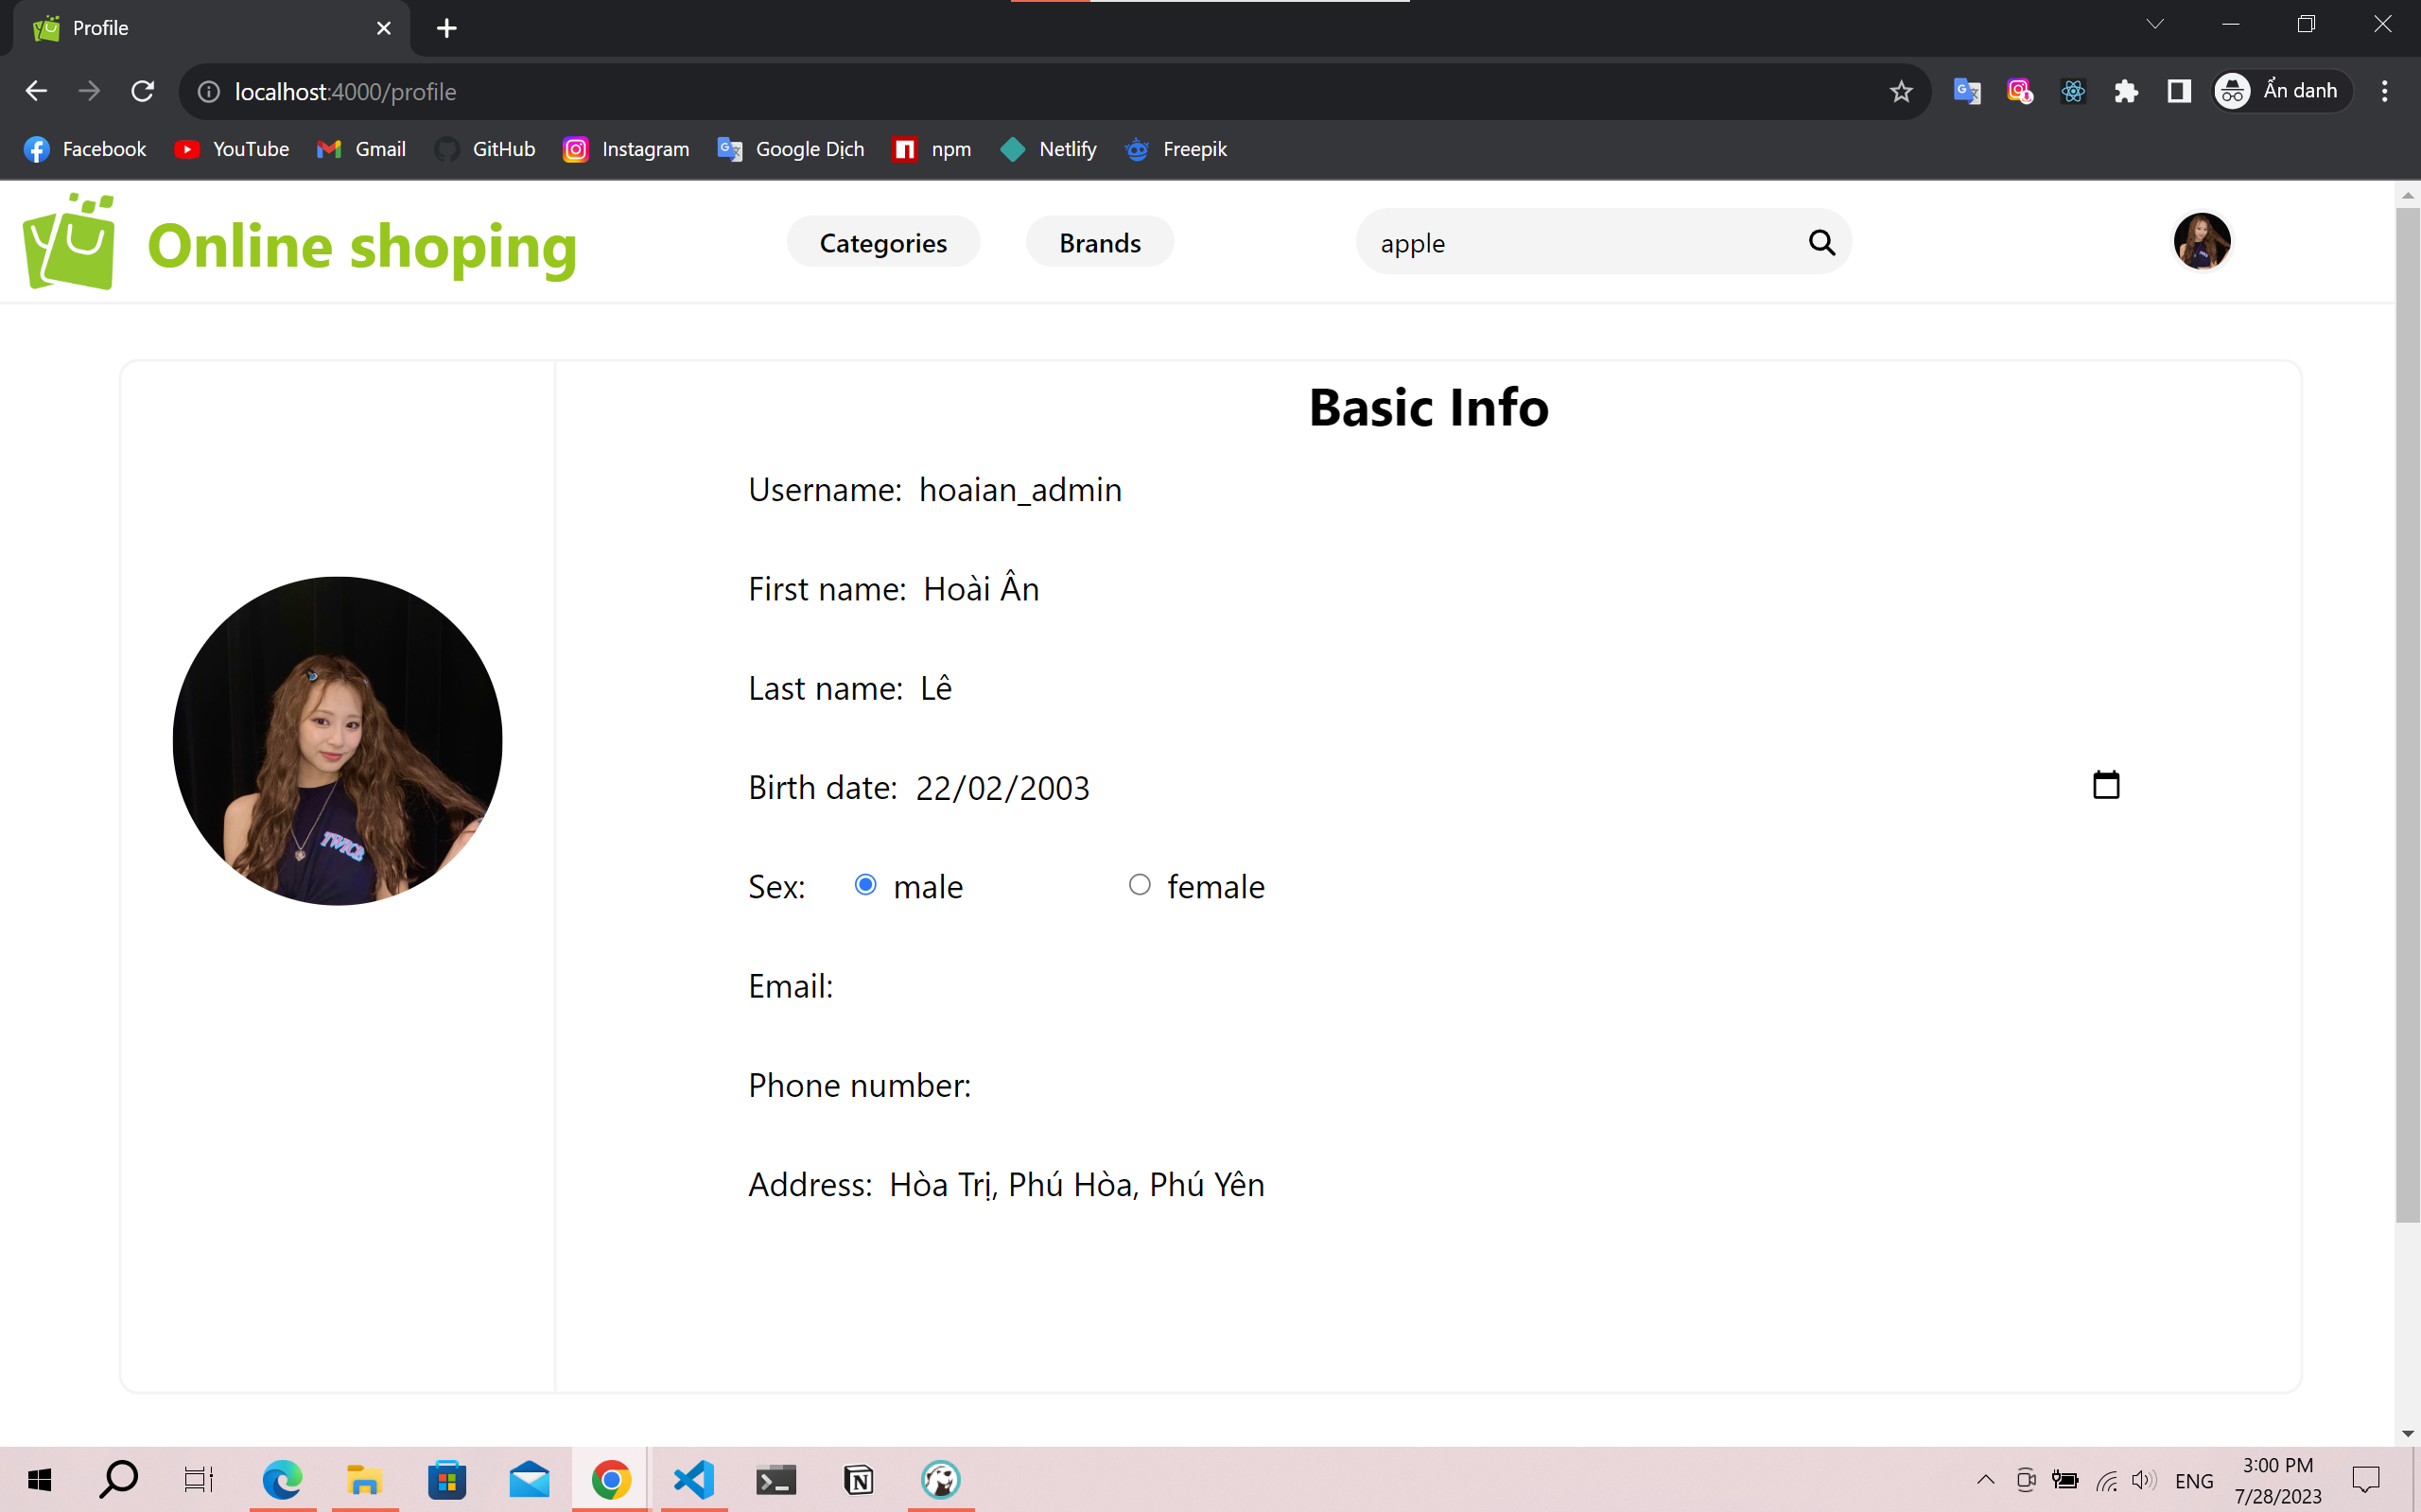 Profile
localhost:4000/profile
Ẩn danh
Facebook YouTube Gmail GitHub Instagram Google Dịch npm Netlify Freepik
Online shoping Categories Brands apple
Basic Info
Username: hoaian_admin
First name: Hoài Ân
Last name: Lê
Birth date: 22/02/2003
TWICE
Sex: male female
Email:
Phone number:
Address: Hòa Trị, Phú Hòa, Phú Yên
ENG
3:00 PM
7/28/2023